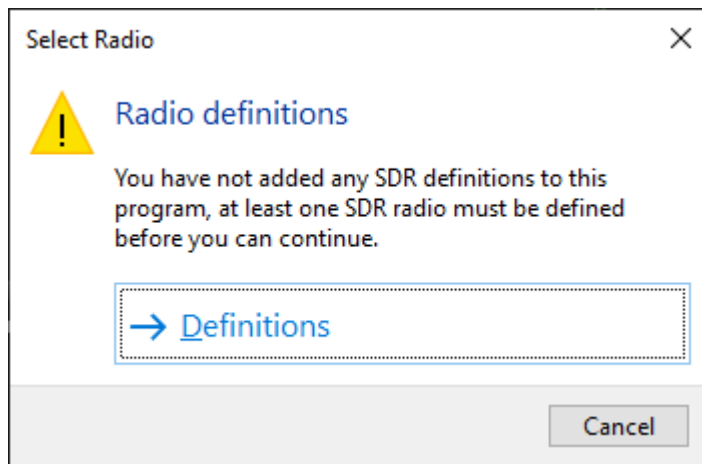 Select Radio
Radio definitions
You have not added any SDR definitions to this
program, at least one SDR radio must be defined
before you can continue.
Definitions
Cancel